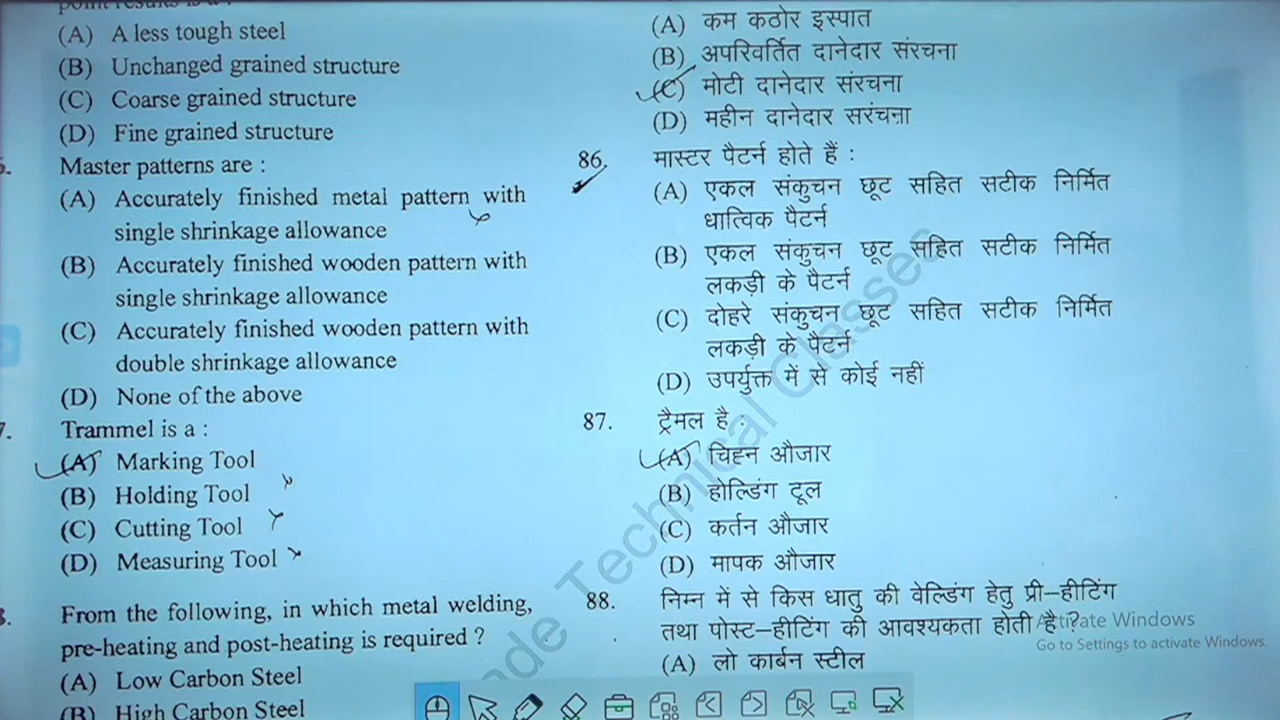 point results is a :
(A) A less tough steel
(B) Unchanged grained structure
(C) Coarse grained structure
(D) Fine grained structure
Master patterns are :
(A) Accurately finished metal pattern with
single shrinkage allowance
(B) Accurately finished wooden pattern with
single shrinkage allowance
(C) Accurately finished wooden pattern with
double shrinkage allowance
(D) None of the above
7. Trammel is a :
(A) Marking Tool
(B) Holding Tool
(C) Cutting Tool
(D) Measuring Tool
From the following, in which metal welding,
pre-heating and post-heating is required ?
(A) Low Carbon Steel
(B) High Carbon Steel
(A) कम कठोर इस्पात
(B) अपरिवर्तित दानेदार संरचना
(C) मोटी दानेदार संरचना
(D) महीन दानेदार सरंचना
86. मास्टर पैटर्न होते हैं :
(A) एकल संकुचन छूट सहित सटीक निर्मित
धात्विक पैटर्न
(B) एकल संकुचन छूट सहित सटीक निर्मित
लकड़ी के पैटर्न
(C) दोहरे संकुचन छूट सहित सटीक निर्मित
लकड़ी के पैटर्न
(D) उपर्युक्त में से कोई नहीं
87. ट्रैमल है :
(A) चिह्न औजार
(B) होल्डिंग टूल
(C) कर्तन औजार
(D) मापक औजार
88. निम्न में से किस धातु की वेल्डिंग हेतु प्री–हीटिंग
तथा पोस्ट–हीटिंग की आवश्यकता होती है ?
(A) लो कार्बन स्टील
Technical Classes
Activate Windows
Go to Settings to activate Windows.